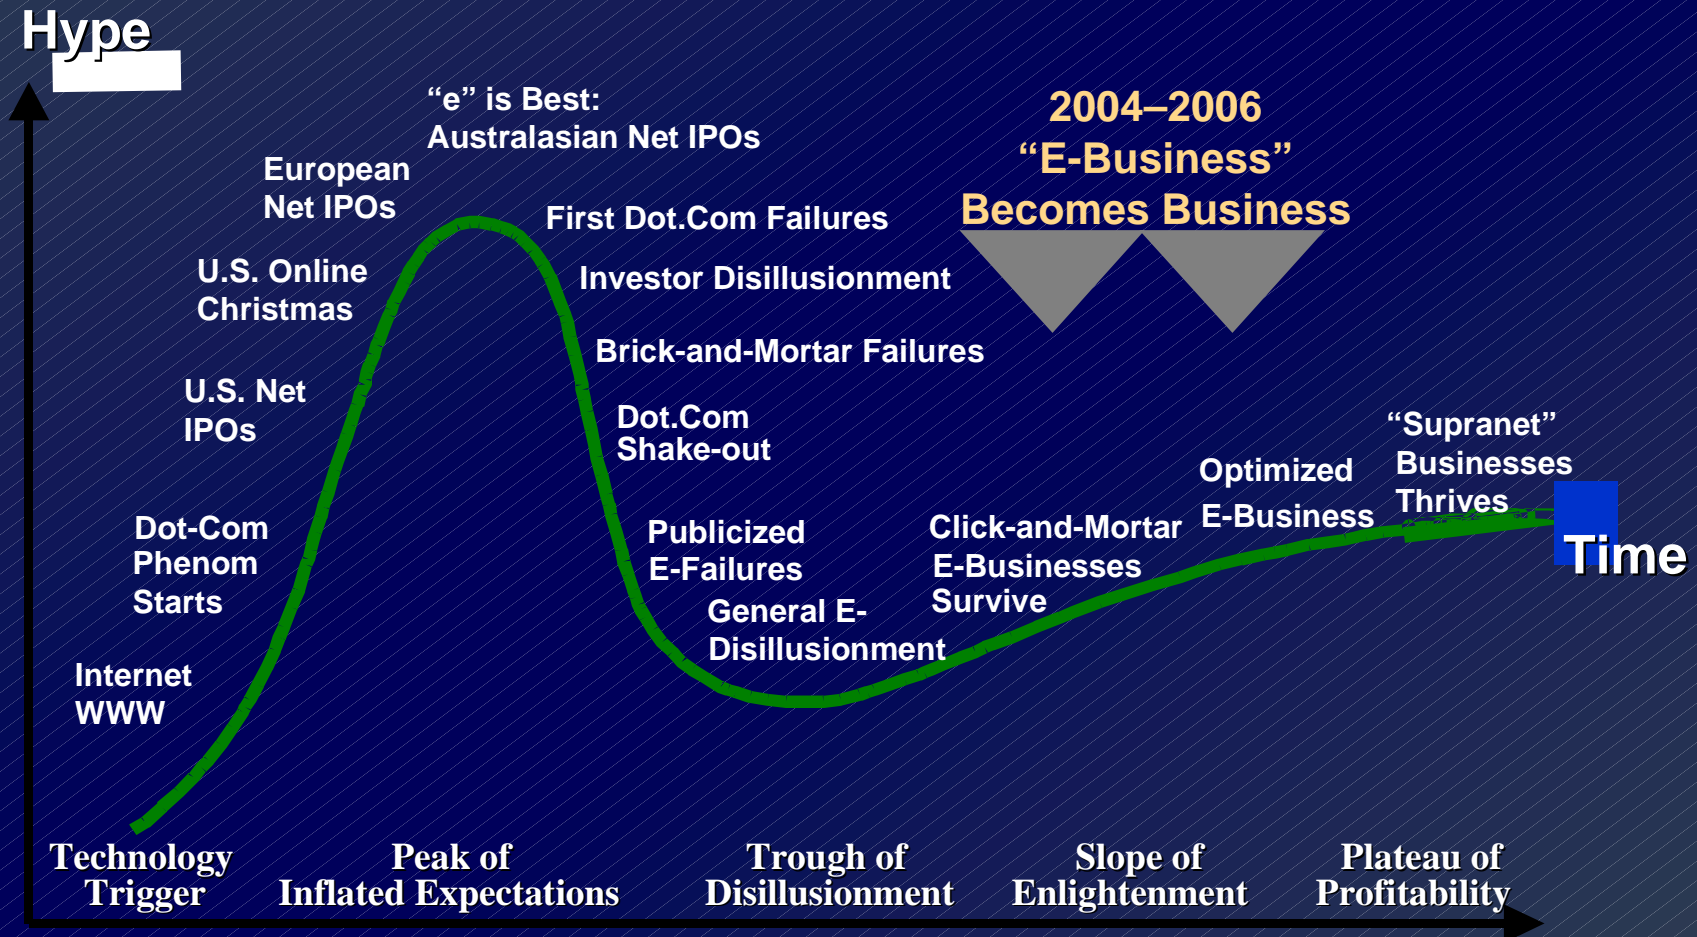 Hype
“e” is Best:
Australasian Net IPOs
European
Net IPOs
U.S. Online
Christmas
U.S. Net
IPOs
Dot-Com
Phenom
Starts
Internet
WWW
First Dot.Com Failures
Investor Disillusionment
Brick-and-Mortar Failures
Dot.Com
Shake-out
Publicized
E-Failures
General E-
Disillusionment
2004–2006
“E-Business”
Becomes Business
Click-and-Mortar
E-Businesses
Survive
Optimized
E-Business
“Supranet”
Businesses
Thrives
Time
Technology
Trigger
Peak of
Inflated Expectations
Trough of
Disillusionment
Slope of
Enlightenment
Plateau of
Profitability